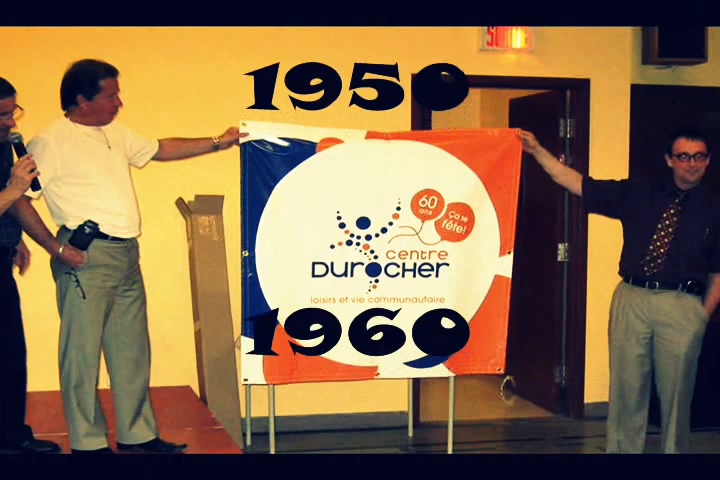 1950
60
ans
Ça se
fête!
centre
DUROCHER
loisirs et vie communautaire
1960